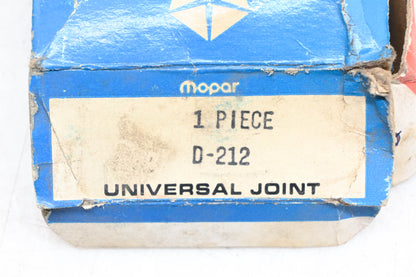 mopar
1 PIECE
D-212
UNIVERSAL JOINT